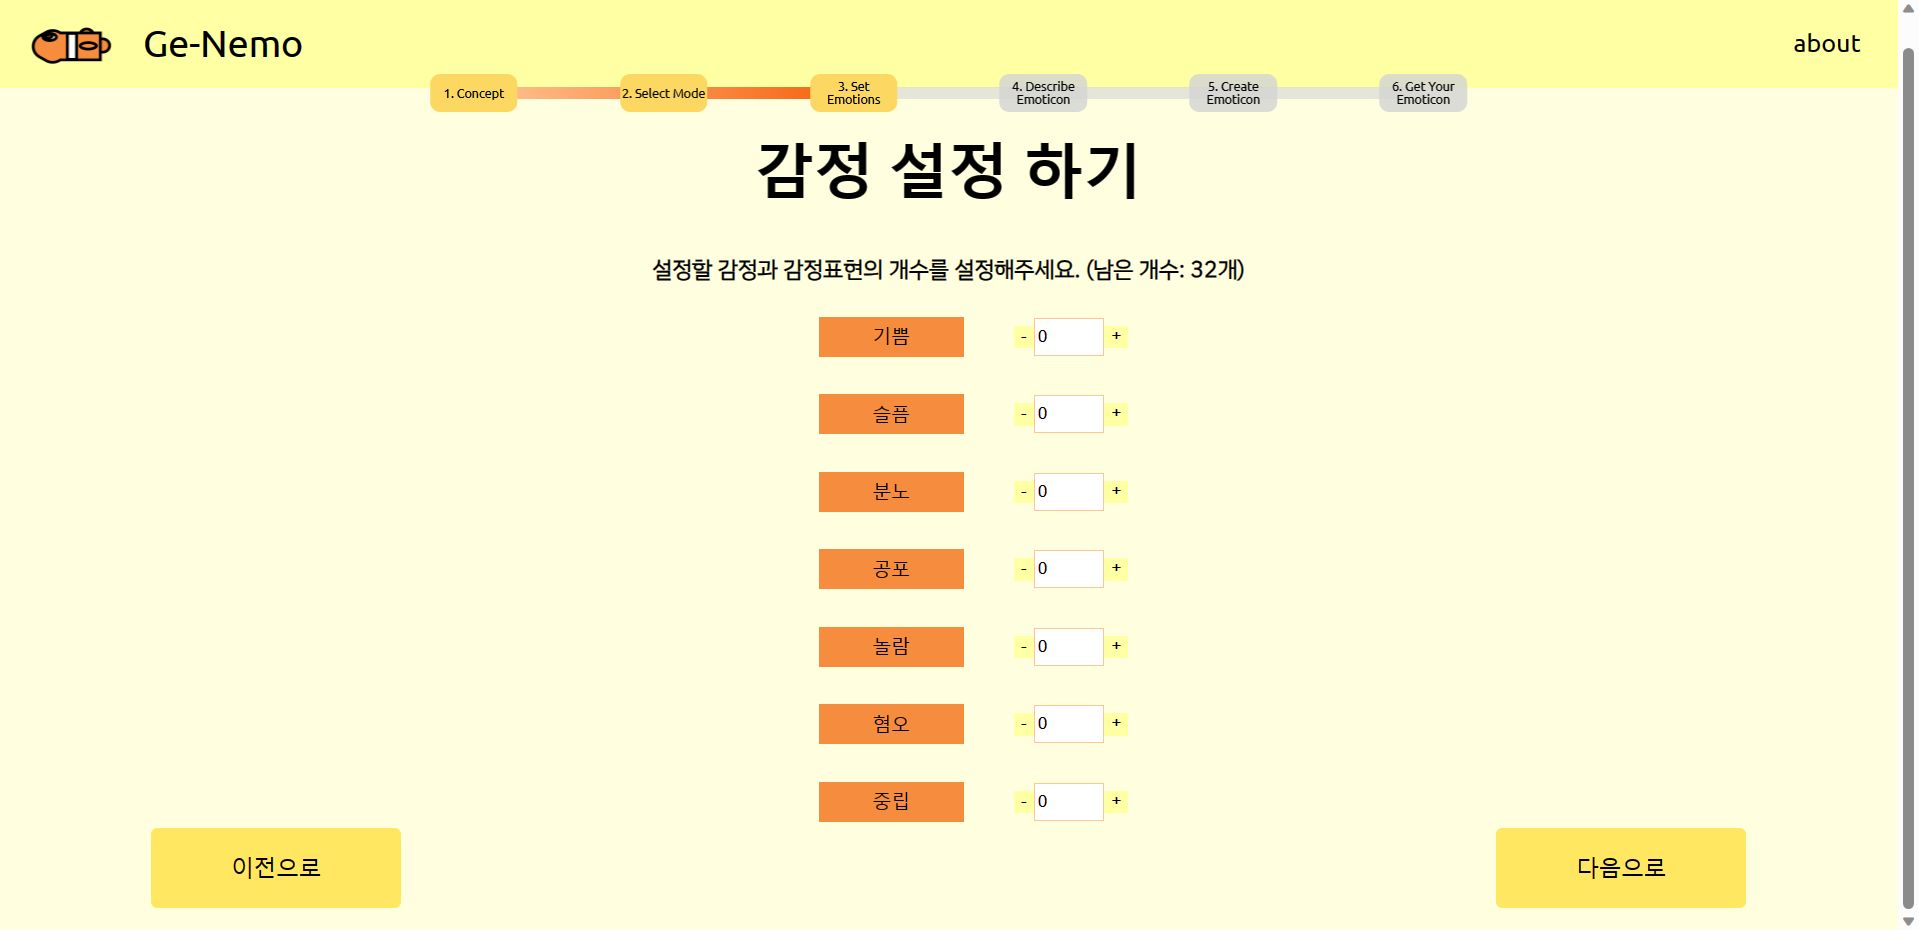 Ge-Nemo
about
1. Concept
2. Select Mode
3. Set
Emotions
4. Describe
Emoticon
5. Create
Emoticon
6. Get Your
Emoticon
감정 설정 하기
설정할 감정과 감정표현의 개수를 설정해주세요. (남은 개수: 32개)
기쁨 - 0 +
슬픔 - 0 +
분노 - 0 +
공포 - 0 +
놀람 - 0 +
혐오 - 0 +
중립 - 0 +
이전으로
다음으로